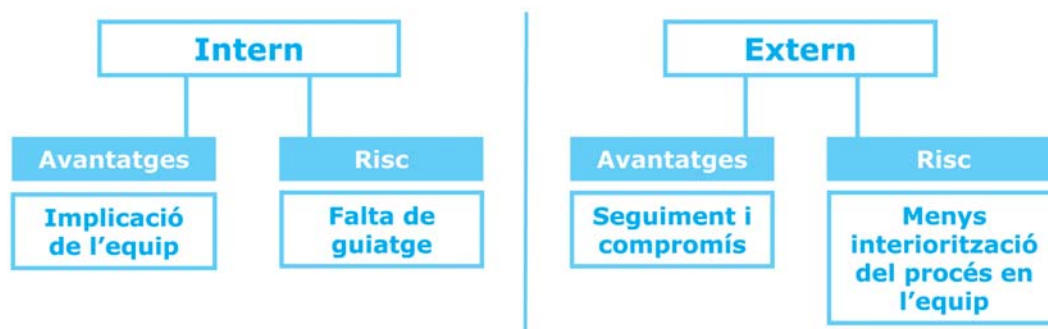 Intern
Avantatges
Risc
Implicació
de l’equip
Falta de
guiatge
Extern
Avantatges
Risc
Seguiment i
compromís
Menys
interiorització
del procés en
l’equip